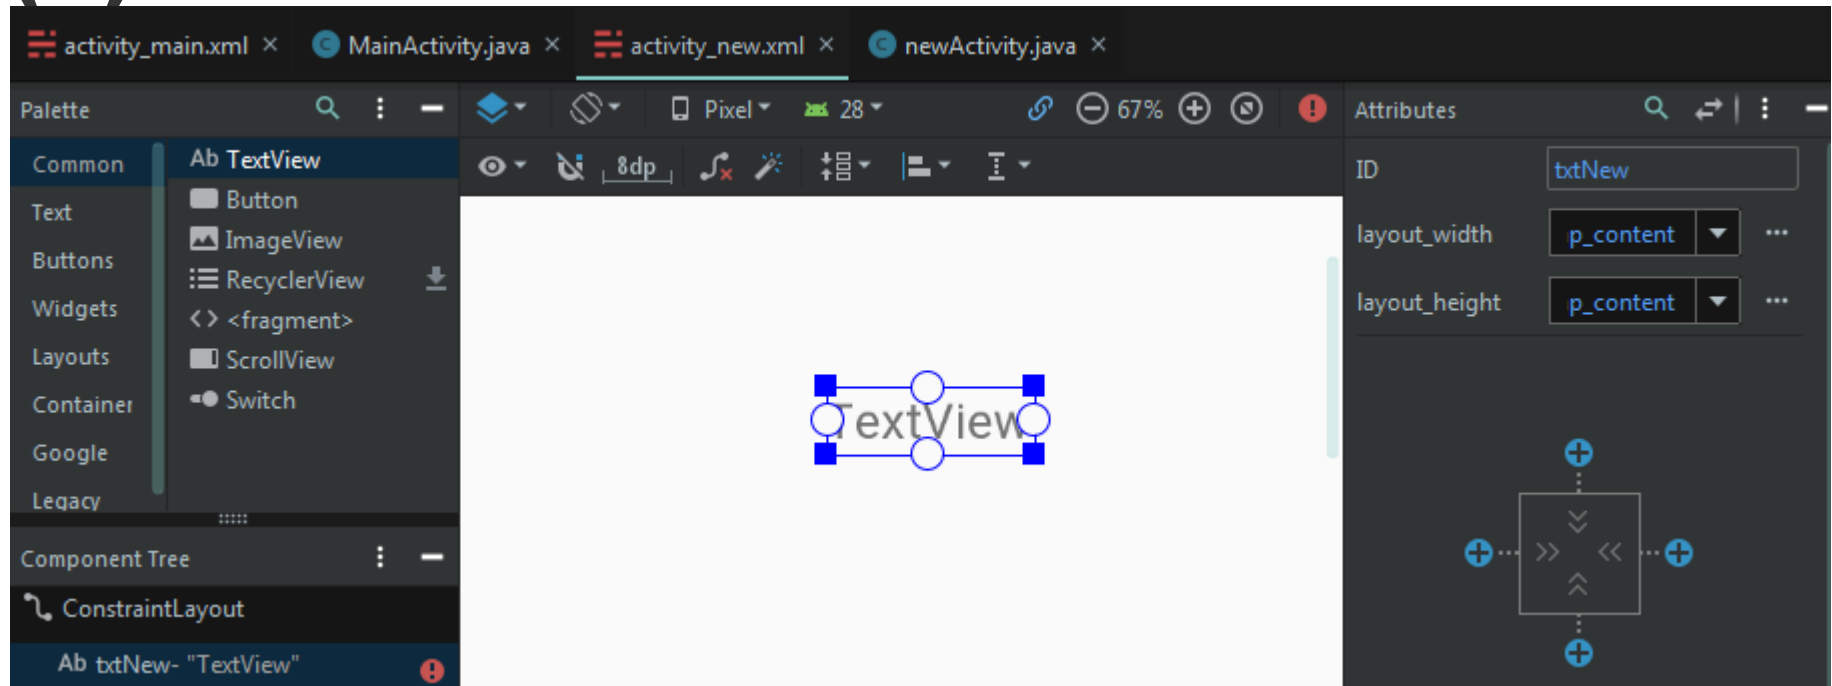 activity_main.xml × MainActivity.java × activity_new.xml × newActivity.java ×
Palette
Pixel 28 67%
Attributes
Common
Text
Buttons
Widgets
Layouts
Container
Google
Legacy
Ab TextView
Button
ImageView
RecyclerView
<fragment>
ScrollView
Switch
8dp
TextView
ID txtNew
layout_width p_content
layout_height p_content
Component Tree
ConstraintLayout
Ab txtNew- "TextView"